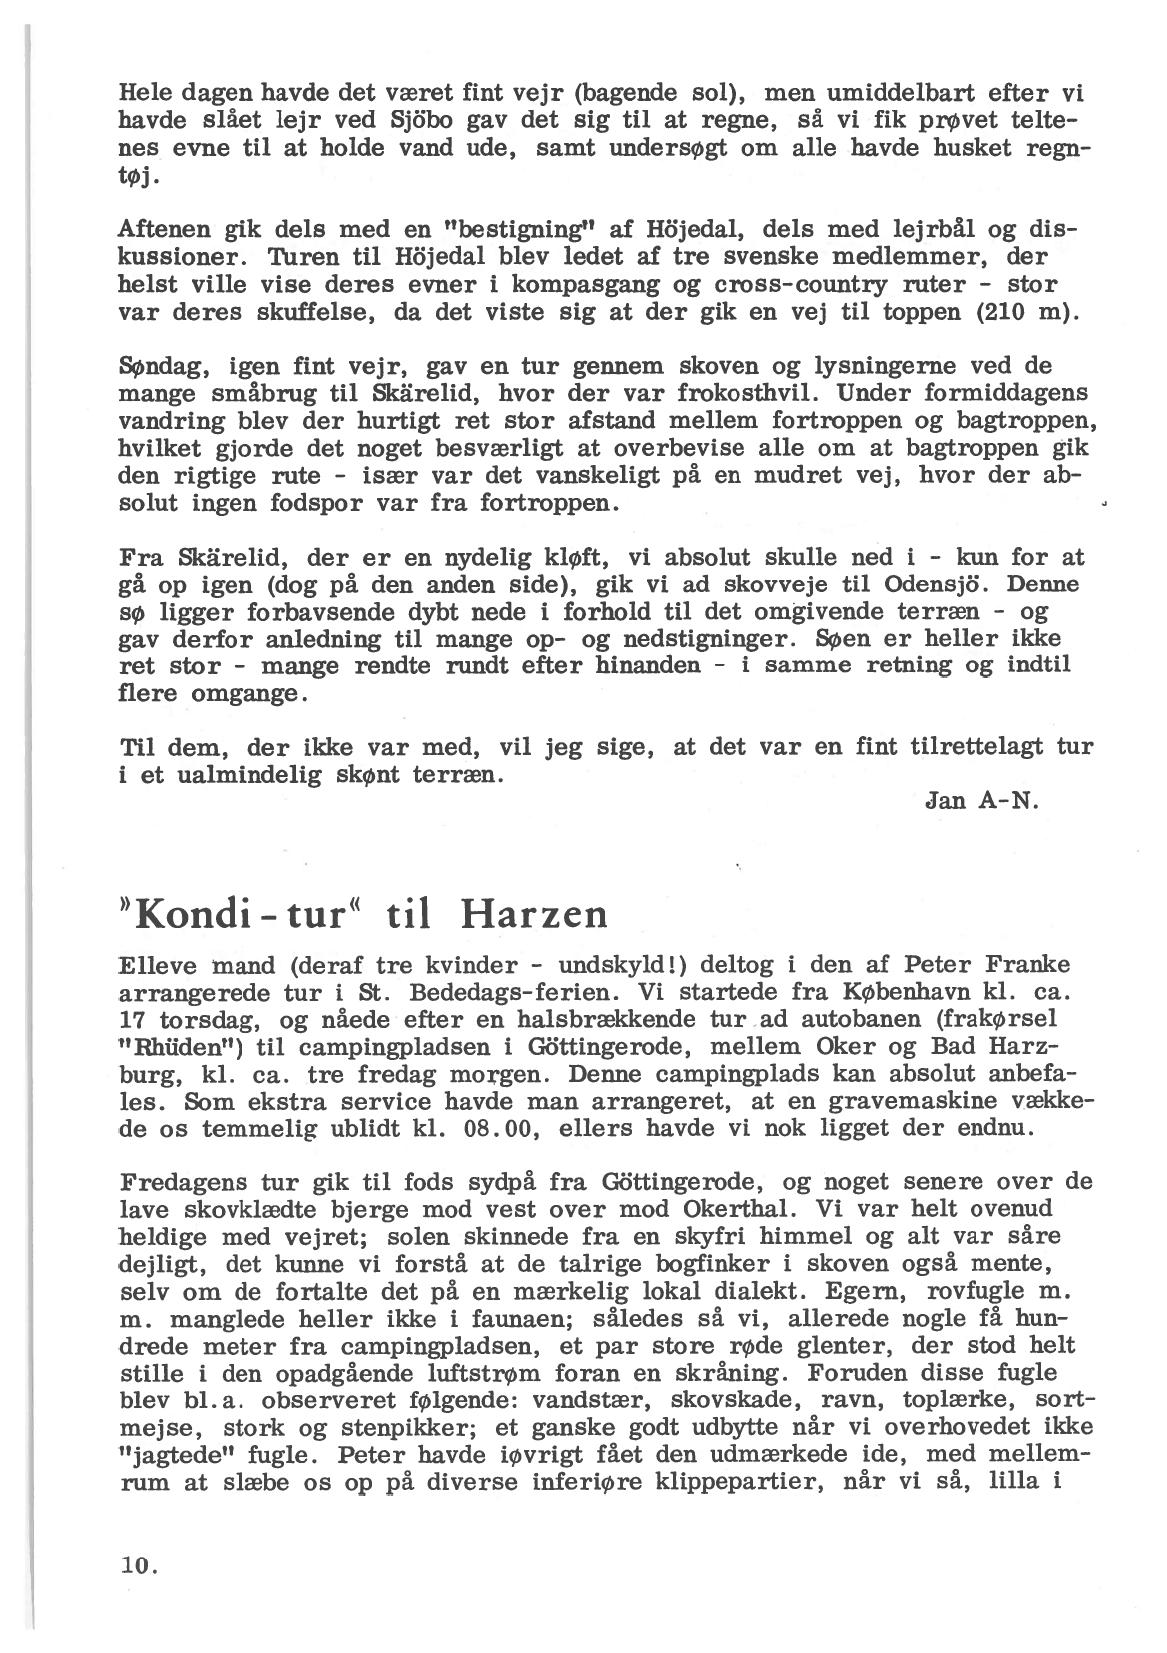 Hele dagen havde det været fint vejr (bagende sol), men umiddelbart efter vi
havde slået lejr ved Sjöbo gav det sig til at regne, så vi fik prøvet telte-
nes evne til at holde vand ude, samt undersøgt om alle havde husket regn-
tøj.

Aftenen gik dels med en "bestigning" af Höjedal, dels med lejrbål og dis-
kussioner. Turen til Höjedal blev ledet af tre svenske medlemmer, der
helst ville vise deres evner i kompasgang og cross-country ruter - stor
var deres skuffelse, da det viste sig at der gik en vej til toppen (210 m).

Søndag, igen fint vejr, gav en tur gennem skoven og lysningerne ved de
mange småbrug til Skärelid, hvor der var frokosthvil. Under formiddagens
vandring blev der hurtigt ret stor afstand mellem fortroppen og bagtroppen,
hvilket gjorde det noget besværligt at overbevise alle om at bagtroppen gik
den rigtige rute - især var det vanskeligt på en mudret vej, hvor der ab-
solut ingen fodspor var fra fortroppen.

Fra Skärelid, der er en nydelig kløft, vi absolut skulle ned i - kun for at
gå op igen (dog på den anden side), gik vi ad skovveje til Odensjö. Denne
sø ligger forbavsende dybt nede i forhold til det omgivende terræn - og
gav derfor anledning til mange op- og nedstigninger. Søen er heller ikke
ret stor - mange rendte rundt efter hinanden - i samme retning og indtil
flere omgange.

Til dem, der ikke var med, vil jeg sige, at det var en fint tilrettelagt tur
i et ualmindelig skønt terræn.
Jan A-N.

"Kondi-tur" til Harzen

Elleve mand (deraf tre kvinder - undskyld!) deltog i den af Peter Franke
arrangerede tur i St. Bededags-ferien. Vi startede fra København kl. ca.
17 torsdag, og nåede efter en halsbrækkende tur ad autobanen (frakørsel
"Rhüden") til campingpladsen i Göttingerode, mellem Oker og Bad Harz-
burg, kl. ca. tre fredag morgen. Denne campingplads kan absolut anbefa-
les. Som ekstra service havde man arrangeret, at en gravemaskine vække-
de os temmelig ublidt kl. 08.00, ellers havde vi nok ligget der endnu.

Fredagens tur gik til fods sydpå fra Göttingerode, og noget senere over de
lave skovklædte bjerge mod vest over mod Okerthal. Vi var helt ovenud
heldige med vejret; solen skinnede fra en skyfri himmel og alt var såre
dejligt, det kunne vi forstå at de talrige bogfinker i skoven også mente,
selv om de fortalte det på en mærkelig lokal dialekt. Egern, rovfugle m.
m. manglede heller ikke i faunaen; således så vi, allerede nogle få hun-
drede meter fra campingpladsen, et par store røde glenter, der stod helt
stille i den opadgående luftstrøm foran en skråning. Foruden disse fugle
blev bl.a. observeret følgende: vandstær, skovskade, ravn, toplærke, sort-
mejse, stork og stenpikker; et ganske godt udbytte når vi overhovedet ikke
"jagtede" fugle. Peter havde iøvrigt fået den udmærkede ide, med mellem-
rum at slæbe os op på diverse inferiøre klippepartier, når vi så, lilla i

10.